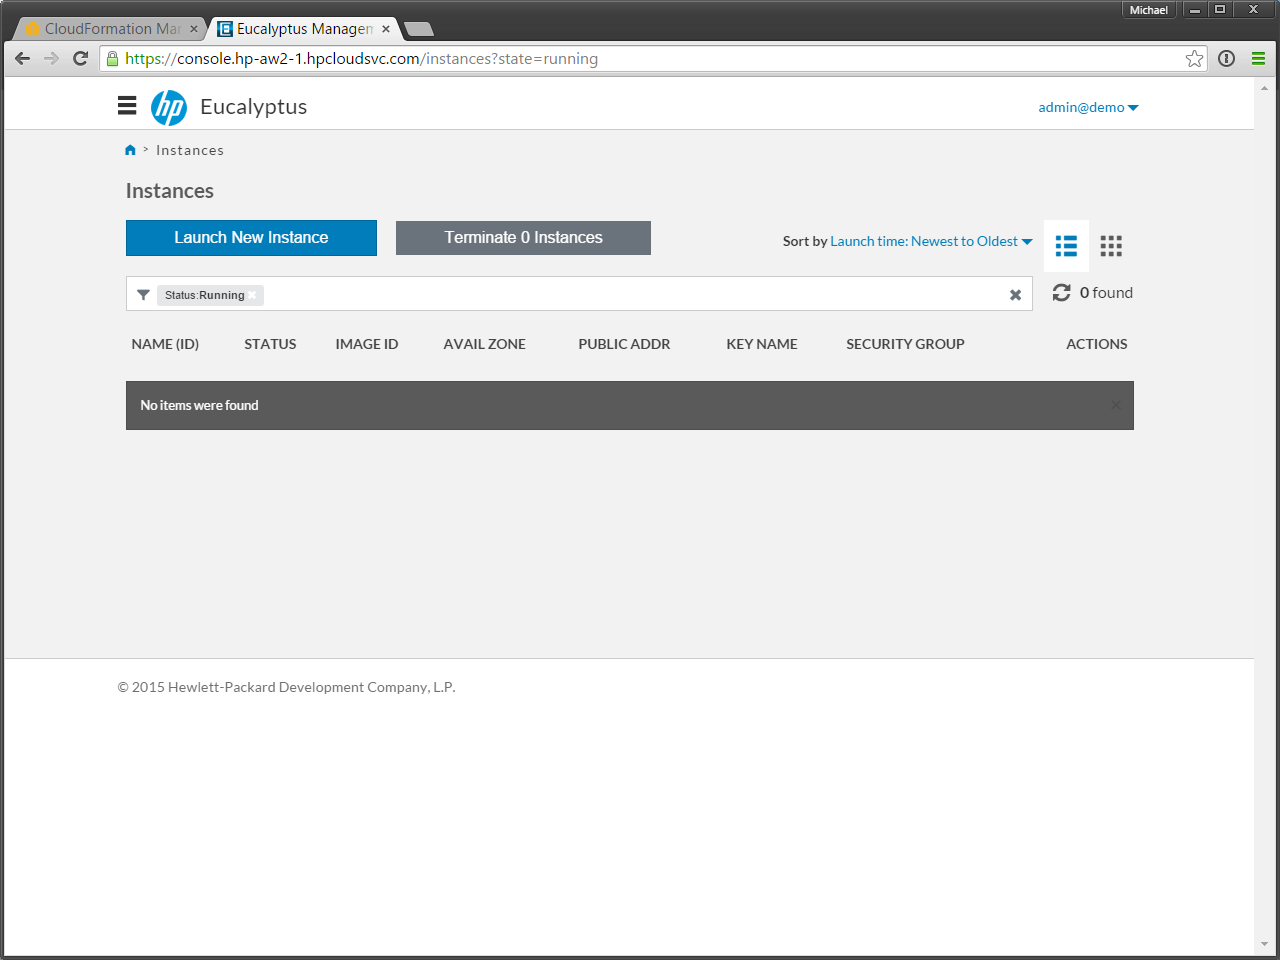 Michael
CloudFormation Mar
Eucalyptus Managem
https://console.hp-aw2-1.hpcloudsvc.com/instances?state=running
hp Eucalyptus
admin@demo
> Instances
Instances
Launch New Instance
Terminate 0 Instances
Sort by Launch time: Newest to Oldest
Status:Running
0 found
NAME (ID) STATUS IMAGE ID AVAIL ZONE PUBLIC ADDR KEY NAME SECURITY GROUP ACTIONS
No items were found
© 2015 Hewlett-Packard Development Company, L.P.